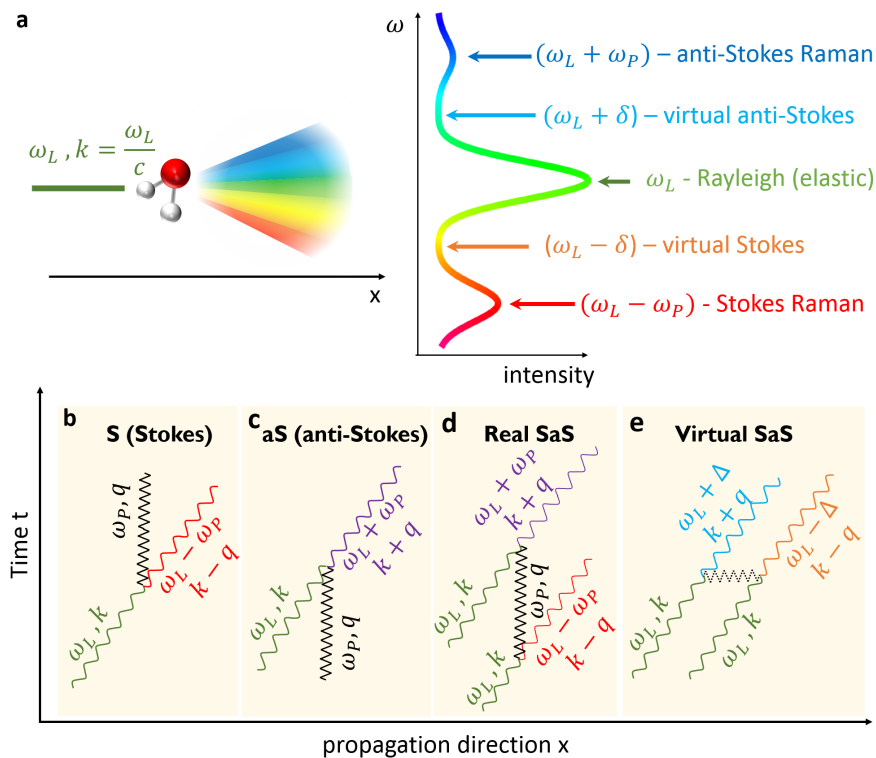 a
ω_L , k = ω_L / c
x
ω
(ω_L + ω_P) – anti-Stokes Raman
(ω_L + δ) – virtual anti-Stokes
ω_L - Rayleigh (elastic)
(ω_L − δ) – virtual Stokes
(ω_L − ω_P) - Stokes Raman
intensity
Time t
b
S (Stokes)
ω_P, q
ω_L − ω_P
k − q
ω_L, k
c
aS (anti-Stokes)
ω_L + ω_P
k + q
ω_L, k
ω_P, q
d
Real SaS
ω_L + ω_P
k + q
ω_L, k
ω_P, q
ω_L − ω_P
k − q
ω_L, k
e
Virtual SaS
ω_L + Δ
k + q
ω_L − Δ
k − q
ω_L, k
ω_L, k
propagation direction x